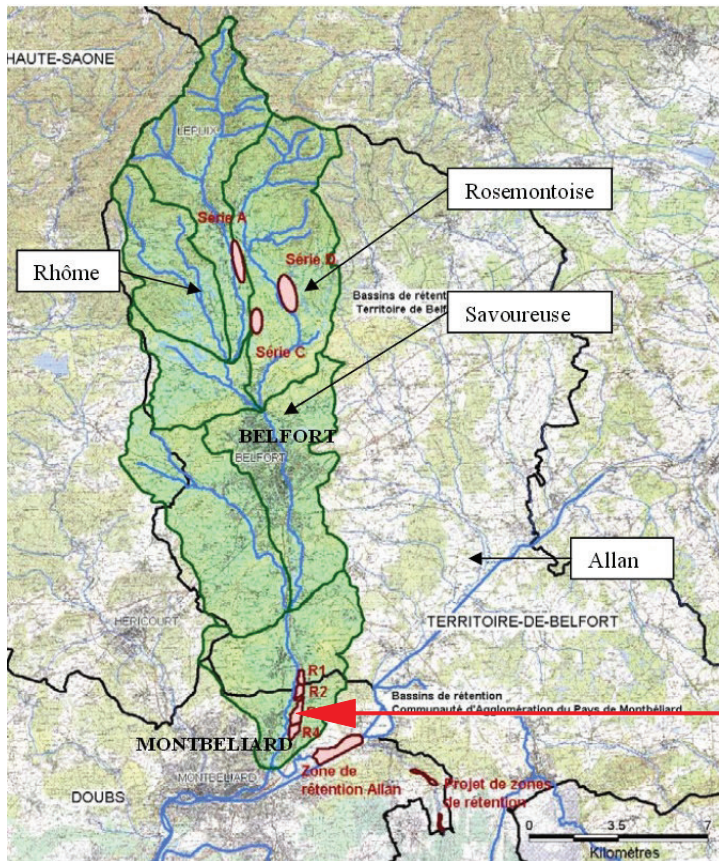 HAUTE-SAONE
LEPUIX
Rosemontoise
Série A
Rhôme
Série D
Bassins de rétent
Territoire de Belf
Savoureuse
Série C
BELFORT
BELFORT
Allan
HÉRICOURT
TERRITOIRE-DE-BELFORT
R1
R2
Bassins de rétention
Communauté d'Agglomération du Pays de Montbéliard
R4
MONTBELIARD
Zone de
rétention Allan
MONTBELIARD
Projet de zones
de rétention
DOUBS
0 3.5 7
Kilomètres